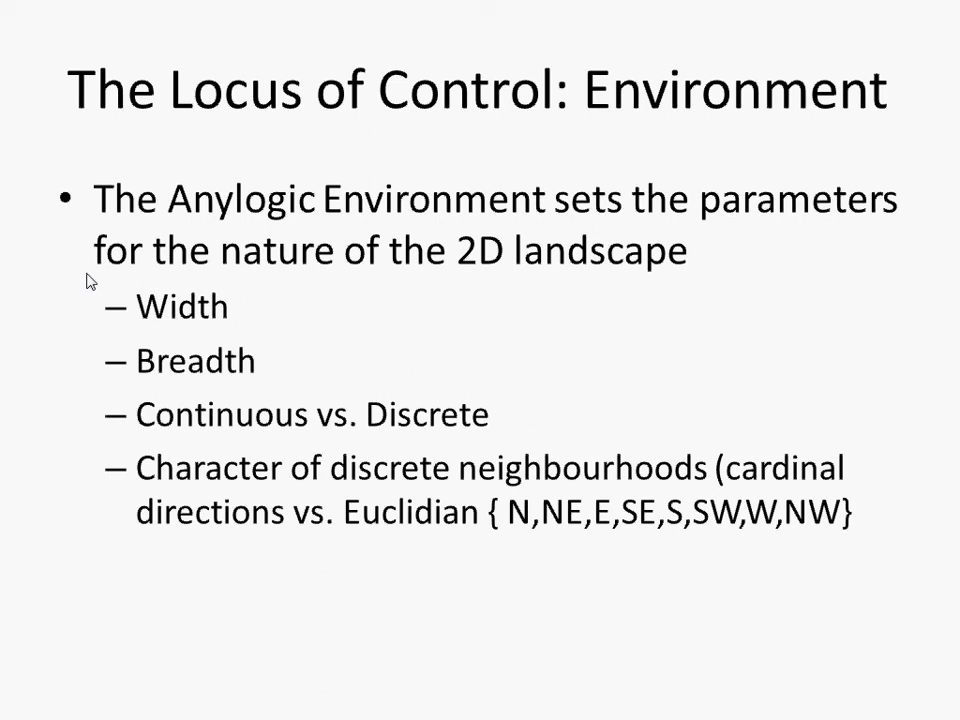 The Locus of Control: Environment
• The Anylogic Environment sets the parameters
for the nature of the 2D landscape
– Width
– Breadth
– Continuous vs. Discrete
– Character of discrete neighbourhoods (cardinal
directions vs. Euclidian { N,NE,E,SE,S,SW,W,NW}